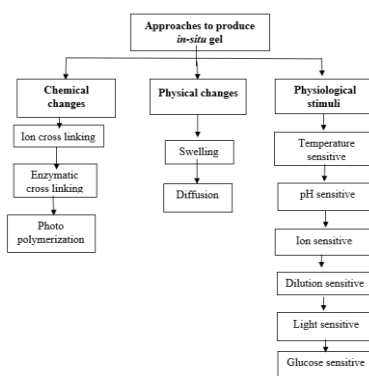 Approaches to produce
in-situ gel
Chemical
changes
Ion cross linking
Enzymatic
cross linking
Photo
polymerization
Physical changes
Swelling
Diffusion
Physiological
stimuli
Temperature
sensitive
pH sensitive
Ion sensitive
Dilution sensitive
Light sensitive
Glucose sensitive